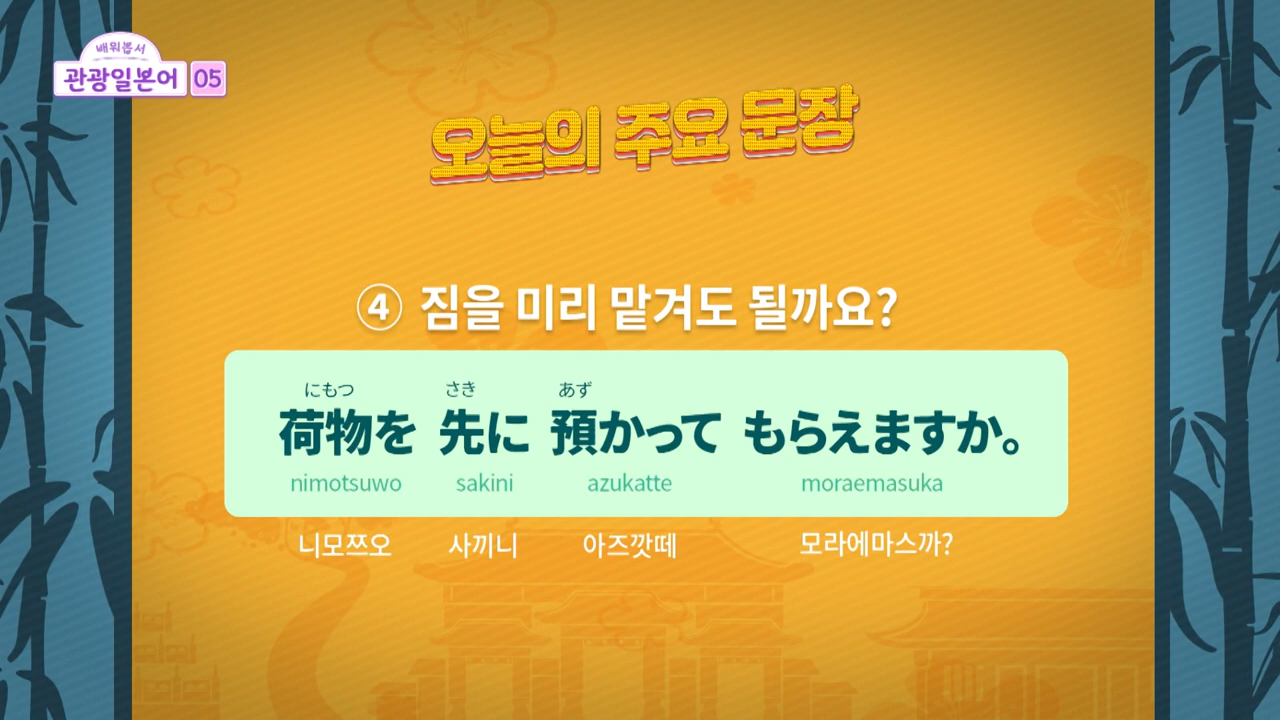 배워봅서
관광일본어 05
오늘의 주요 문장
④ 짐을 미리 맡겨도 될까요?
にもつ さき あず
荷物を 先に 預かって もらえますか。
nimotsuwo sakini azukatte moraemasuka
니모쯔오 사끼니 아즈깟떼 모라에마스까?